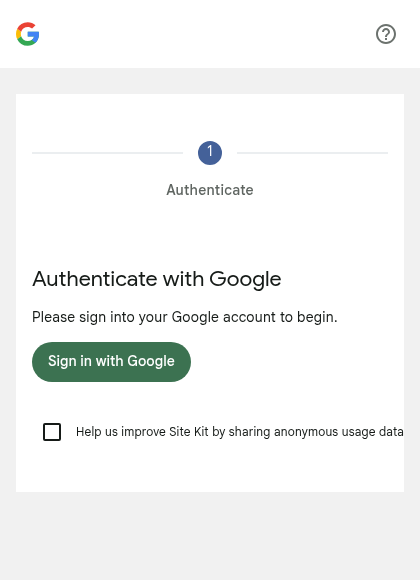 1
Authenticate
Authenticate with Google
Please sign into your Google account to begin.
Sign in with Google
Help us improve Site Kit by sharing anonymous usage data